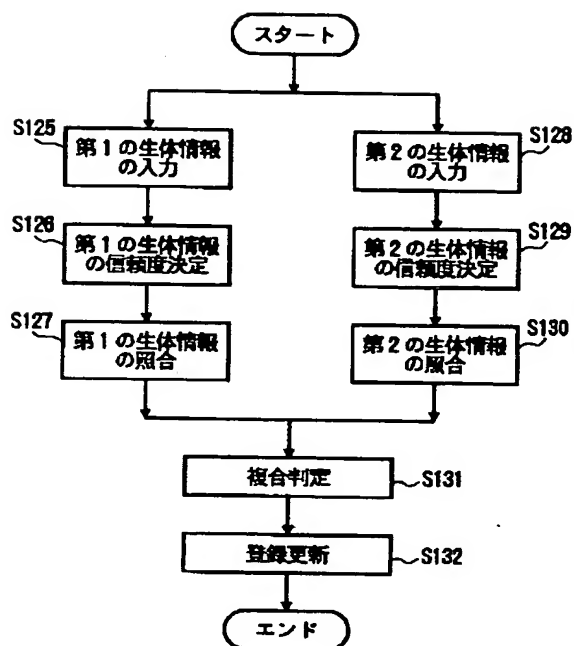 スタート
S125
第1の生体情報
の入力
S128
第2の生体情報
の入力
S126
第1の生体情報
の信頼度決定
S129
第2の生体情報
の信頼度決定
S127
第1の生体情報
の照合
S130
第2の生体情報
の照合
複合判定
S131
登録更新
S132
エンド